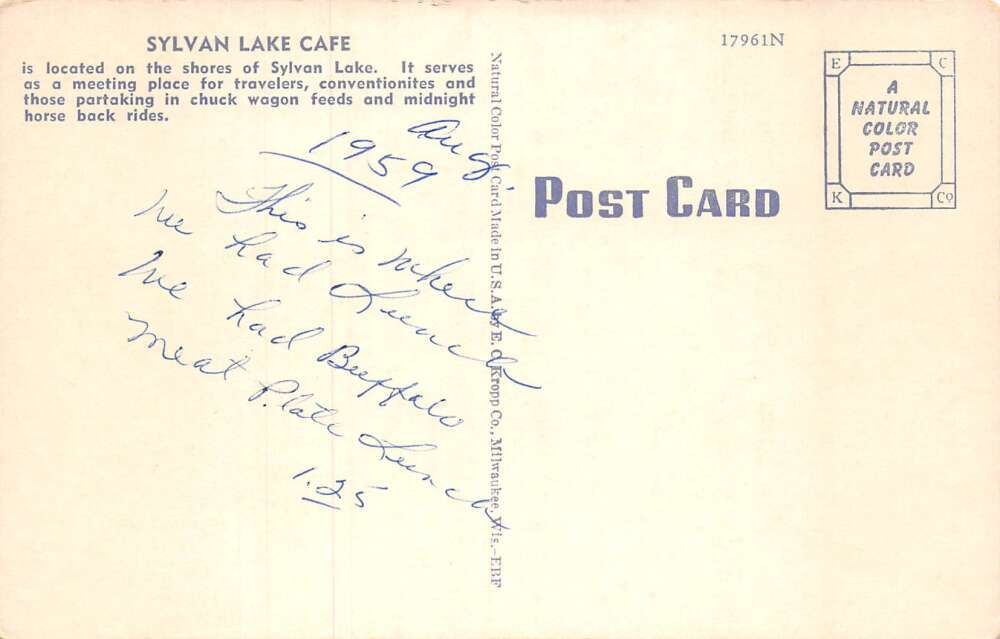 SYLVAN LAKE CAFE
is located on the shores of Sylvan Lake. It serves
as a meeting place for travelers, conventionites and
those partaking in chuck wagon feeds and midnight
horse back rides.
Aug.
1959
This is where
we had Lunch
We had Buffalo
meat Plate Lunch
1.25
Natural Color Post Card Made in U.S.A. by E. C. Kropp Co., Milwaukee, Wis.-EBF
17961N
POST CARD
E C
A
NATURAL
COLOR
POST
CARD
K Co